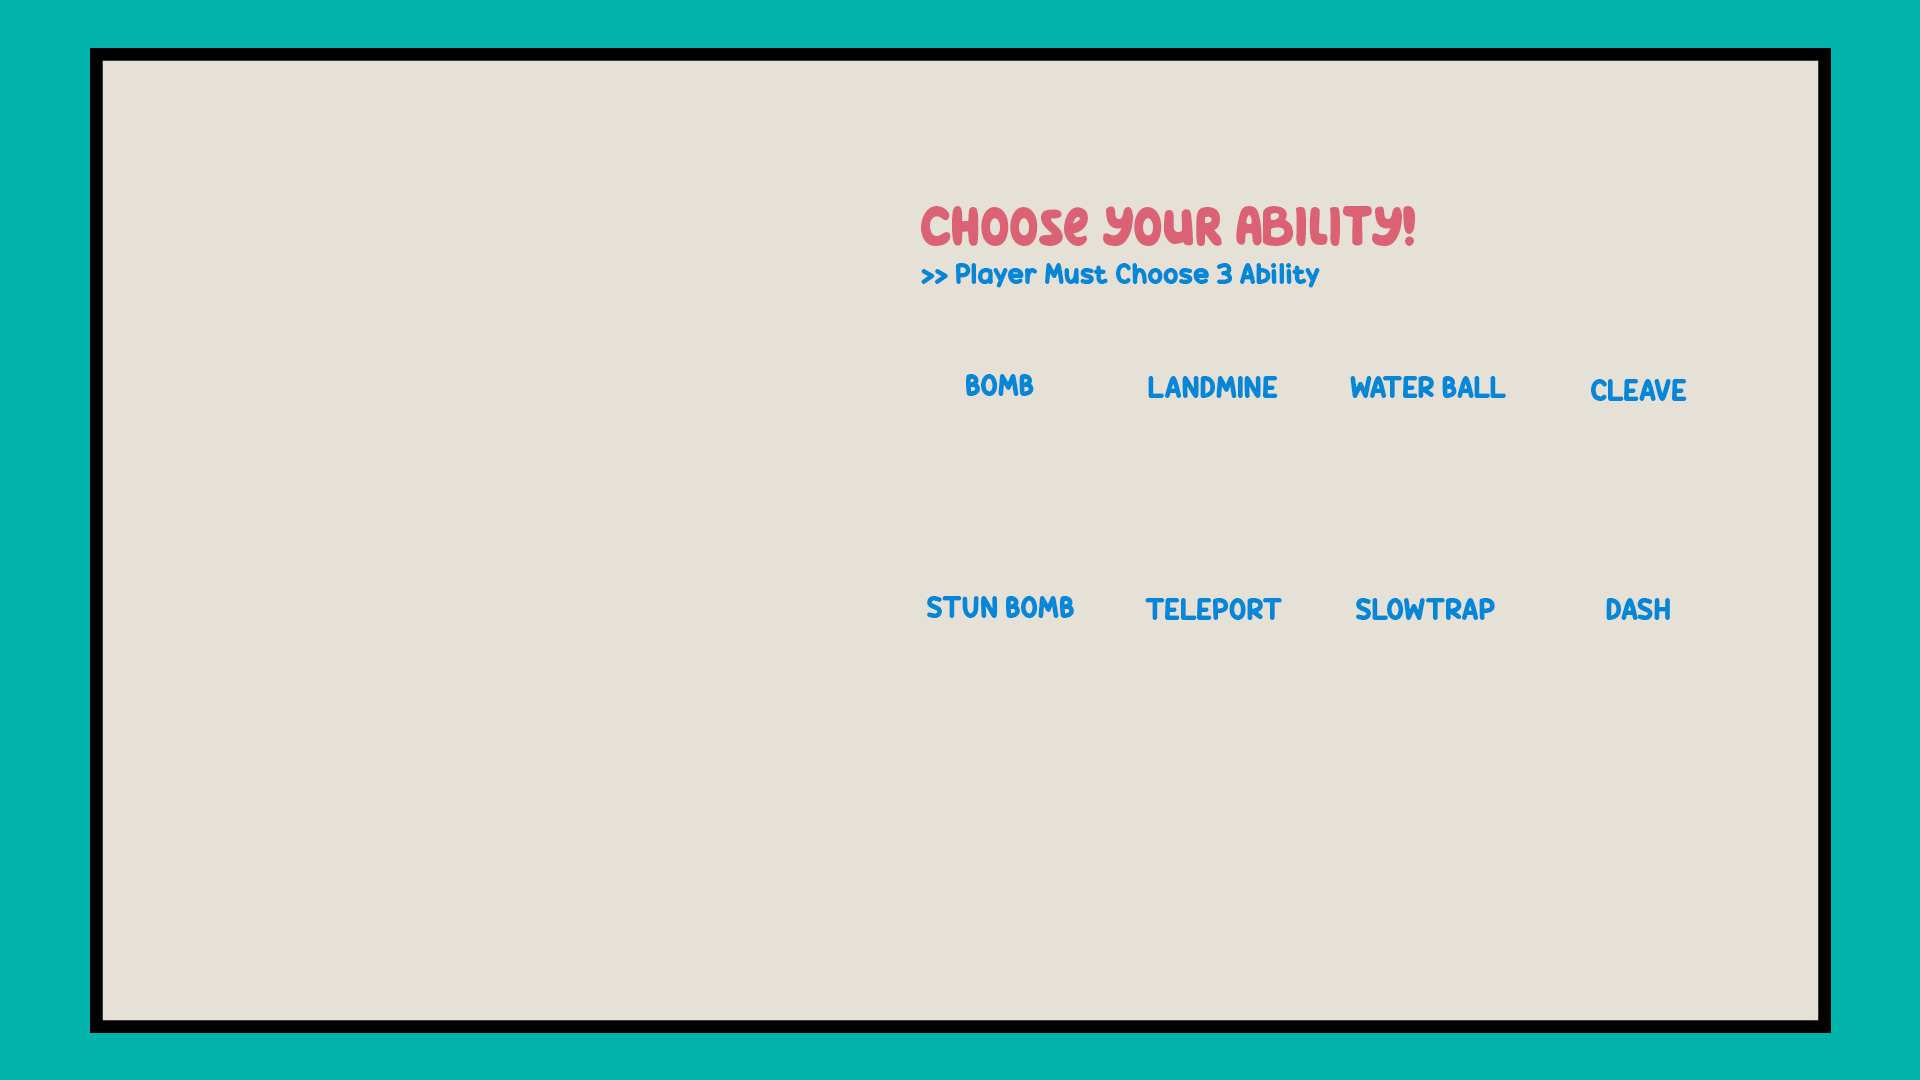 CHOOSe YOUR ABILITY!
>> Player Must Choose 3 Ability
BOMB LANDMINE WATER BALL CLEAVE
STUN BOMB TELEPORT SLOWTRAP DASH